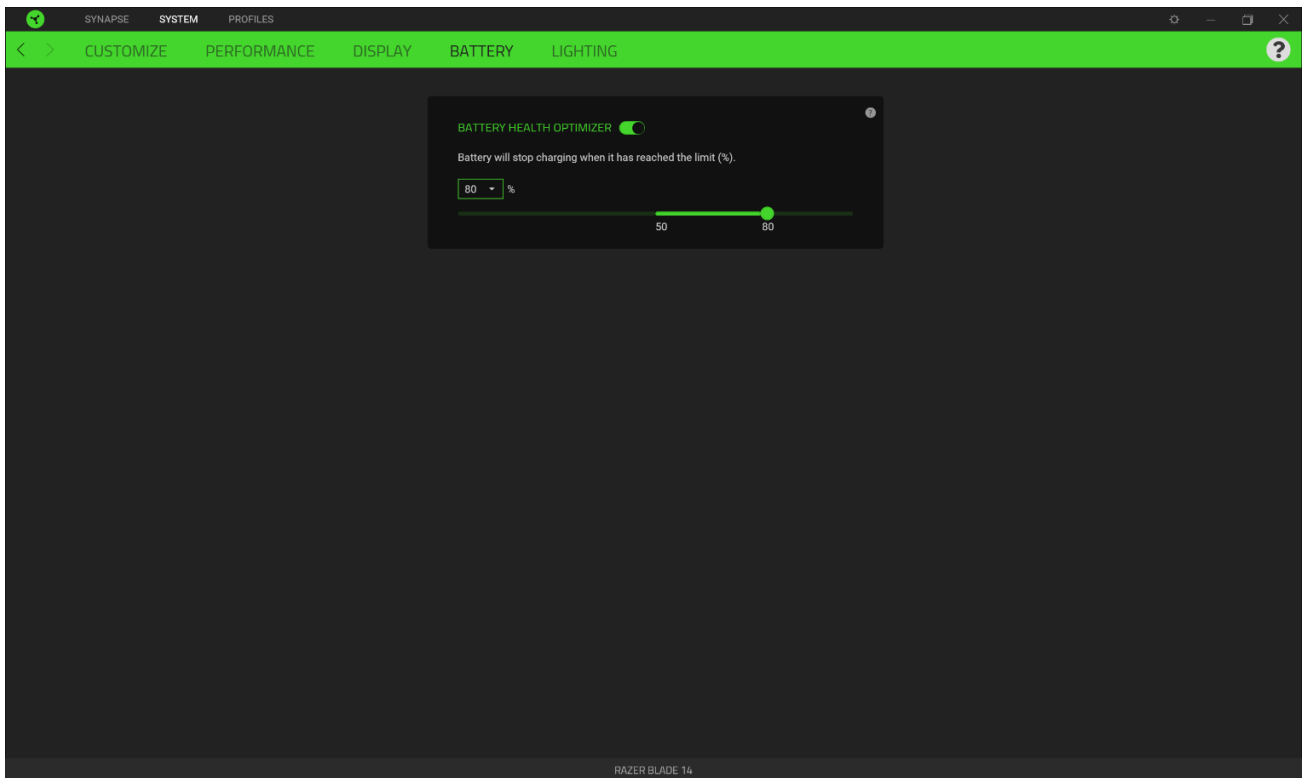 SYNAPSE SYSTEM PROFILES
CUSTOMIZE PERFORMANCE DISPLAY BATTERY LIGHTING ?
?
BATTERY HEALTH OPTIMIZER
Battery will stop charging when it has reached the limit (%).
80 %
50 80
RAZER BLADE 14